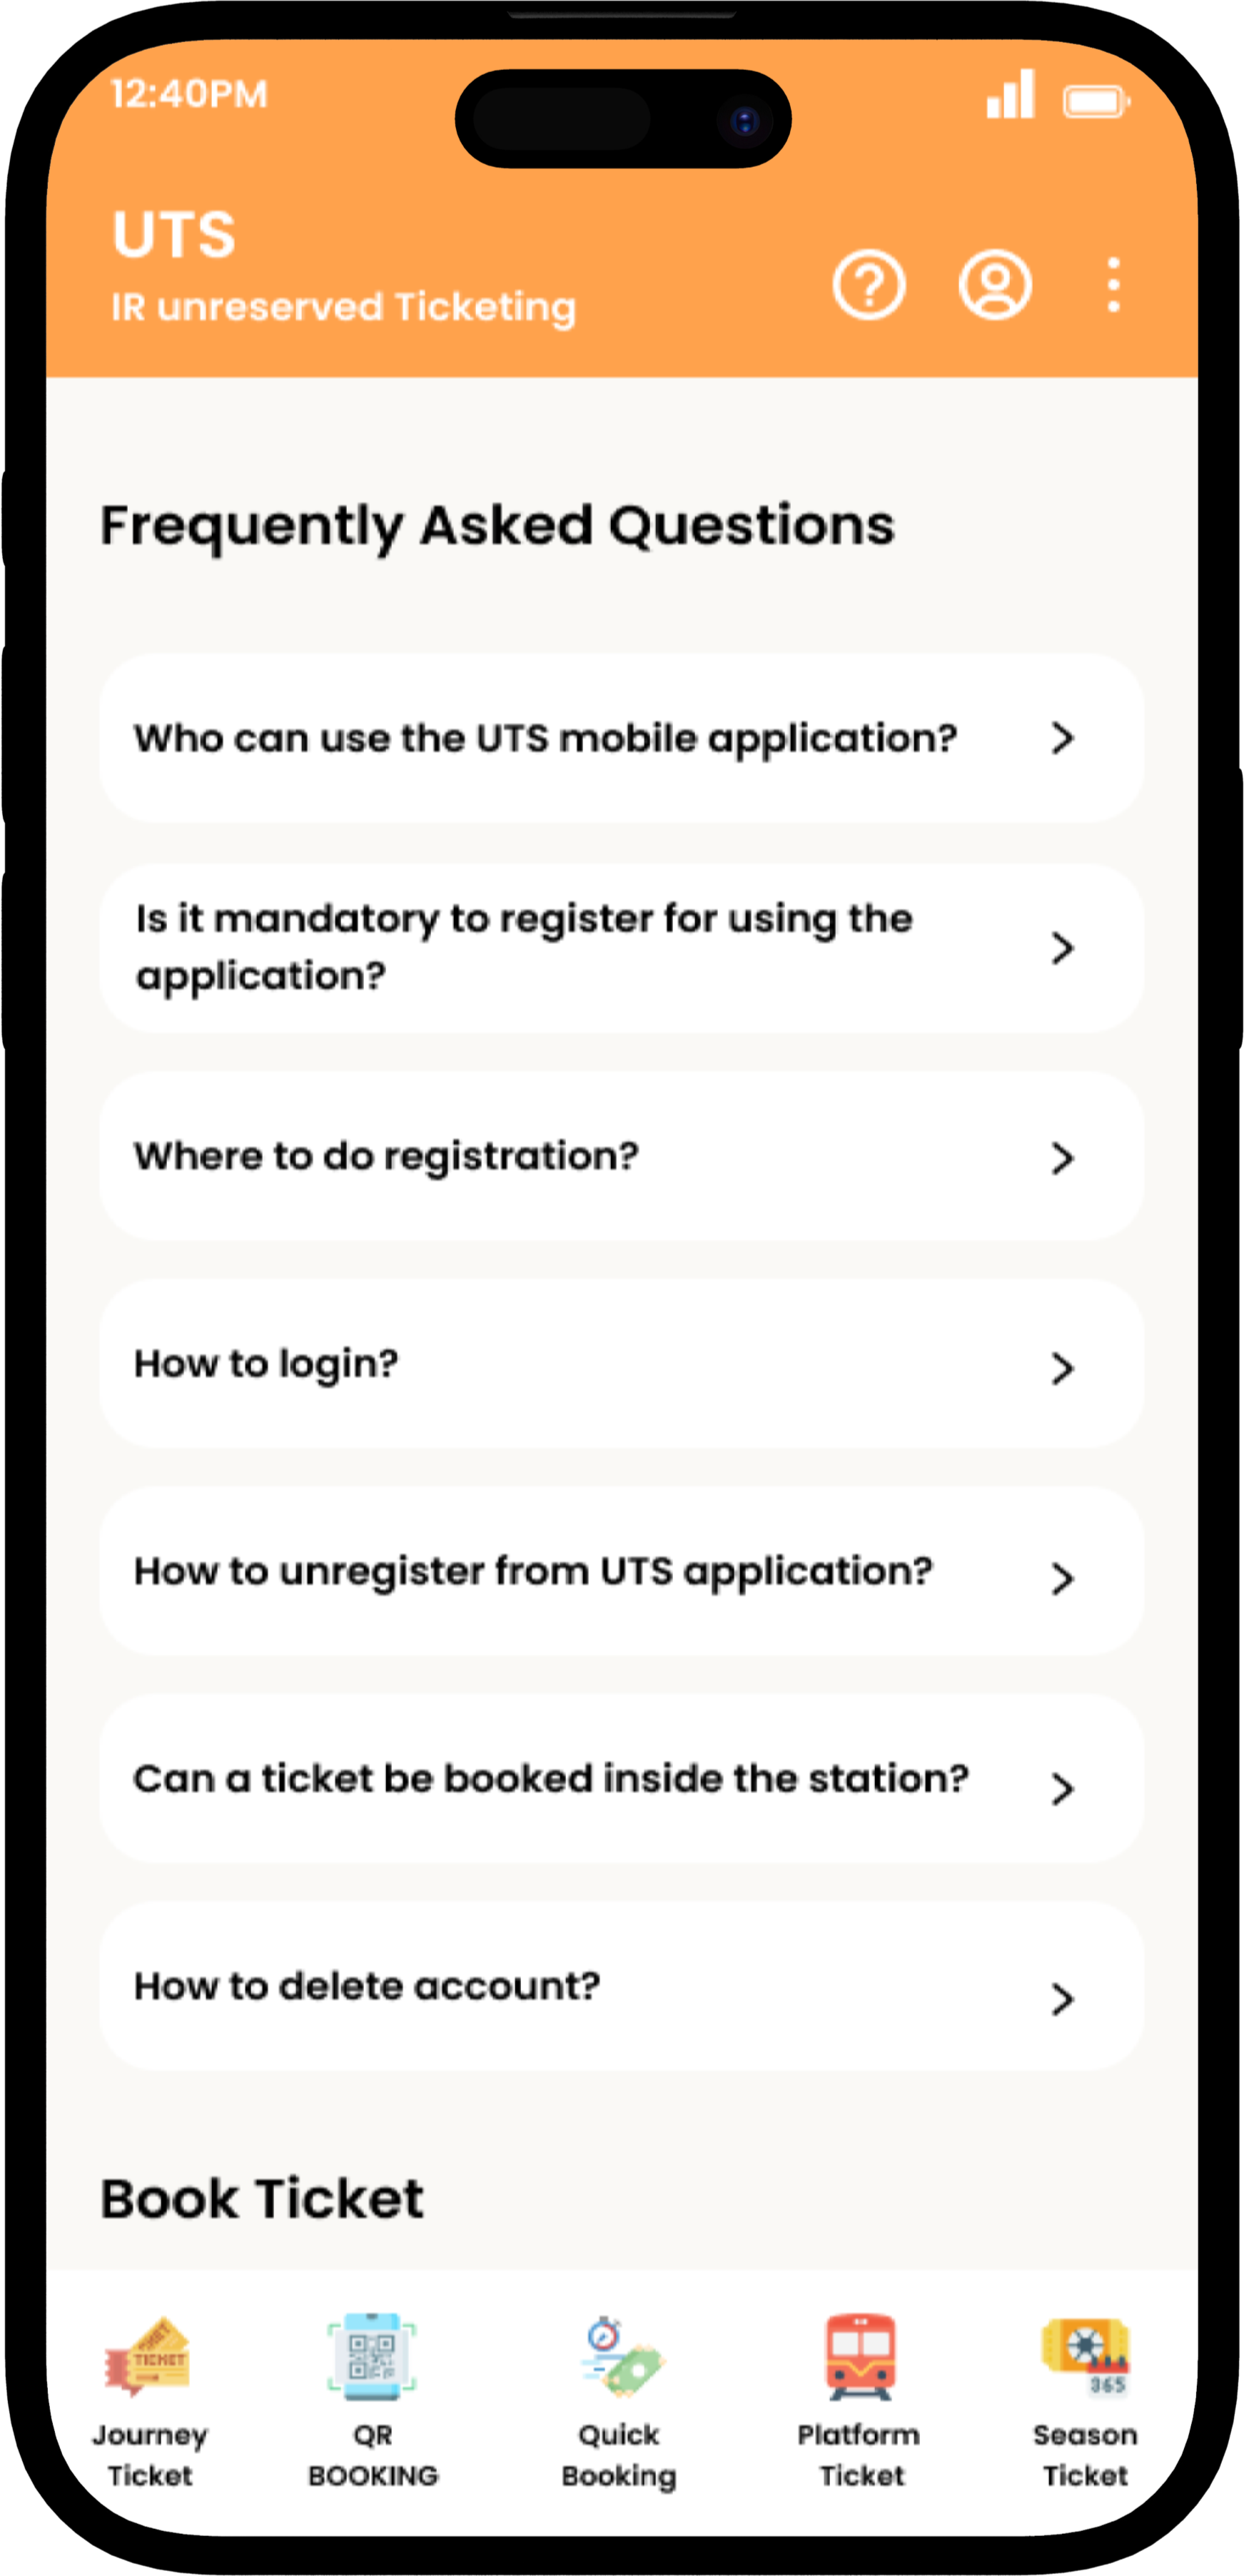 12:40PM
UTS
IR unreserved Ticketing
Frequently Asked Questions
Who can use the UTS mobile application?
Is it mandatory to register for using the
application?
Where to do registration?
How to login?
How to unregister from UTS application?
Can a ticket be booked inside the station?
How to delete account?
Book Ticket
TICKET
365
Journey
Ticket
QR
BOOKING
Quick
Booking
Platform
Ticket
Season
Ticket